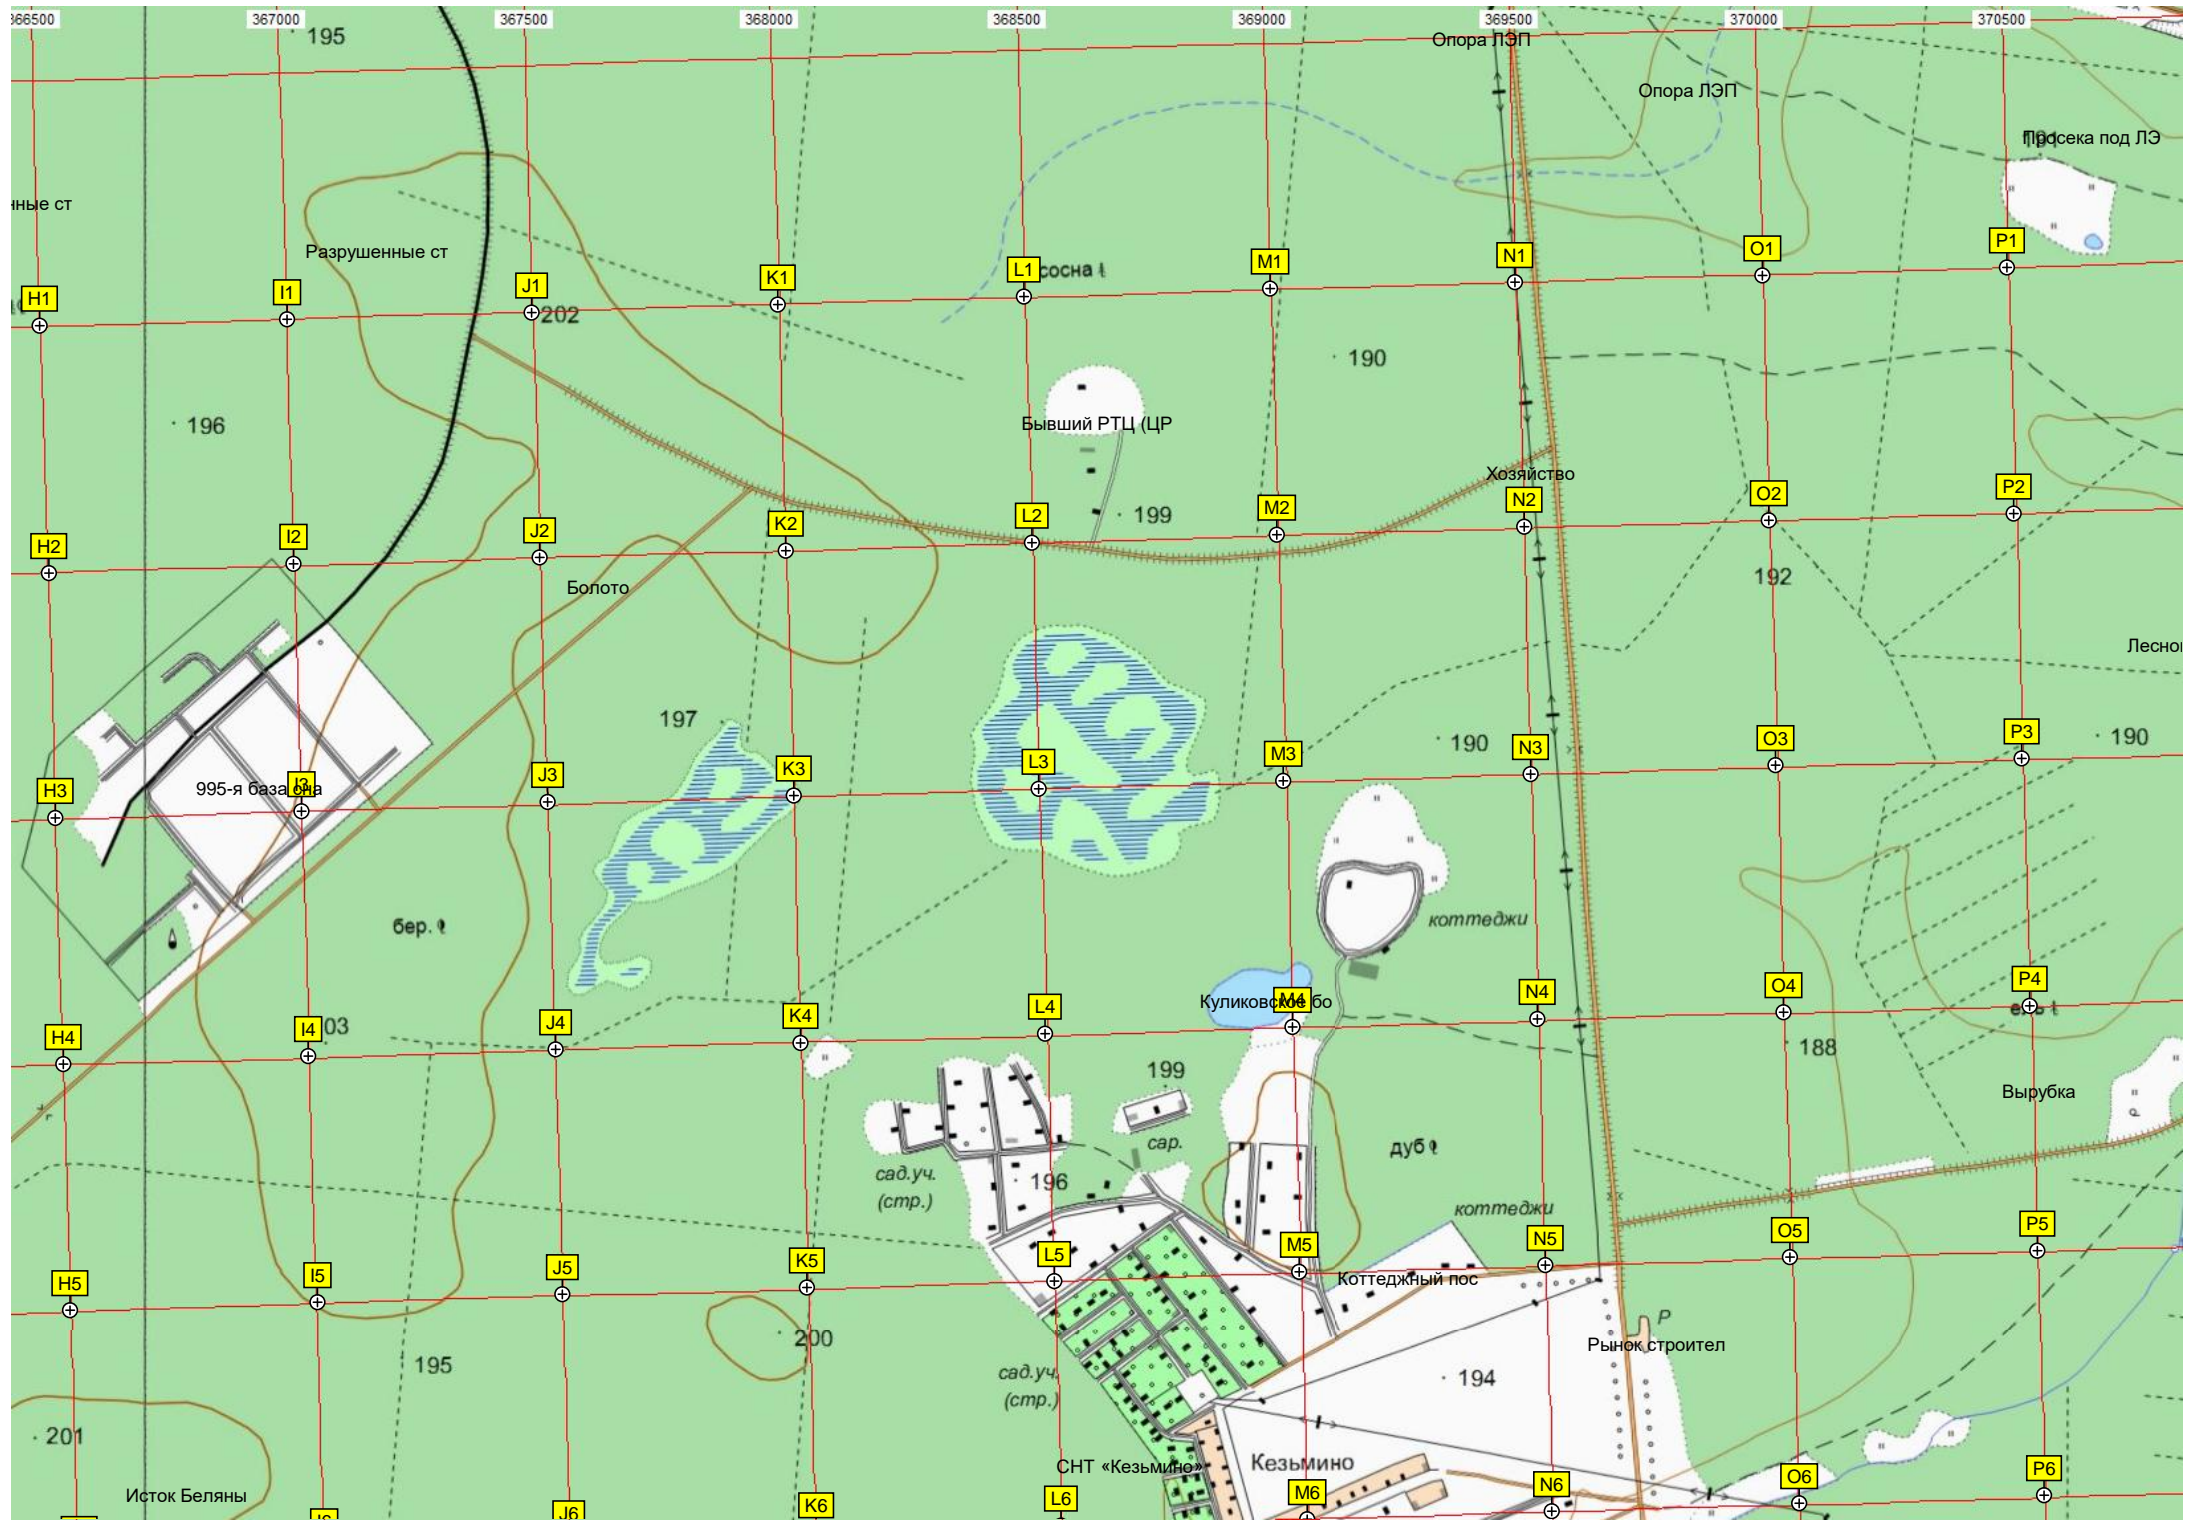 366500 367000 367500 368000 368500 369000 369500 370000 370500
195
Опора ЛЭП
Опора ЛЭП
Просека под ЛЭ
нные ст
Разрушенные ст
H1 I1 J1 K1 L1 M1 N1 O1 P1
сосна
202
190
196
Бывший РТЦ (ЦР
Хозяйство
199
H2 I2 J2 K2 L2 M2 N2 O2 P2
192
Болото
Лесно
197
190
190
H3 I3 J3 K3 L3 M3 N3 O3 P3
995-я база сна
бер.
коттеджи
Куликовское бо
H4 I4 J4 K4 L4 M4 N4 O4 P4
03
ель
188
199
Вырубка
сар.
дуб
сад.уч.
(стр.)
196
коттеджи
H5 I5 J5 K5 L5 M5 N5 O5 P5
Коттеджный пос
200
Р
Рынок строител
195
сад.уч.
(стр.)
194
201
СНТ «Кезьмино»
Кезьмино
Исток Беляны
I6 J6 K6 L6 M6 N6 O6 P6